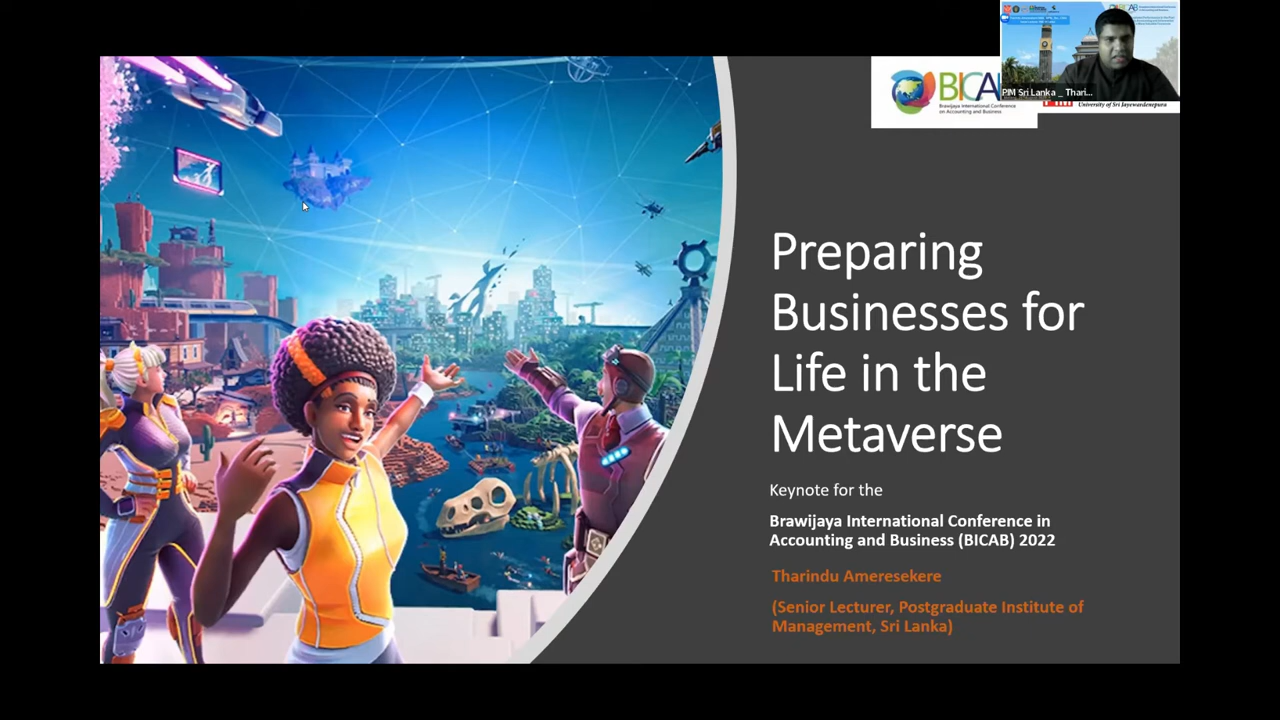 BICA
Brawijaya International Conference
on Accounting and Business
PIM Sri Lanka _ Thari...
University of Sri Jayewardenepura
Preparing
Businesses for
Life in the
Metaverse
Keynote for the
Brawijaya International Conference in
Accounting and Business (BICAB) 2022
Tharindu Ameresekere
(Senior Lecturer, Postgraduate Institute of
Management, Sri Lanka)